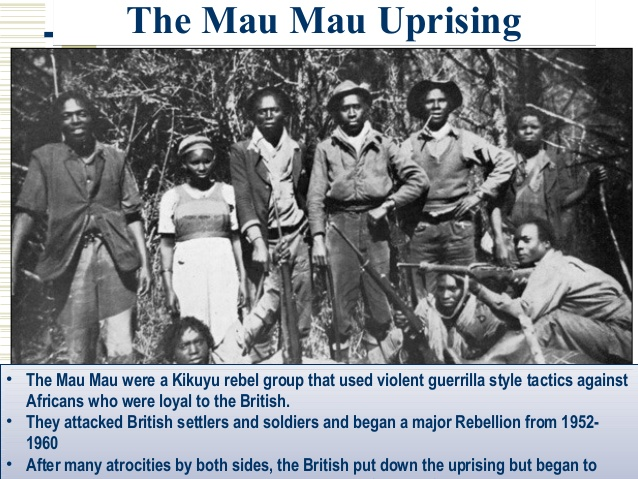 The Mau Mau Uprising
• The Mau Mau were a Kikuyu rebel group that used violent guerrilla style tactics against
Africans who were loyal to the British.
• They attacked British settlers and soldiers and began a major Rebellion from 1952-
1960
• After many atrocities by both sides, the British put down the uprising but began to